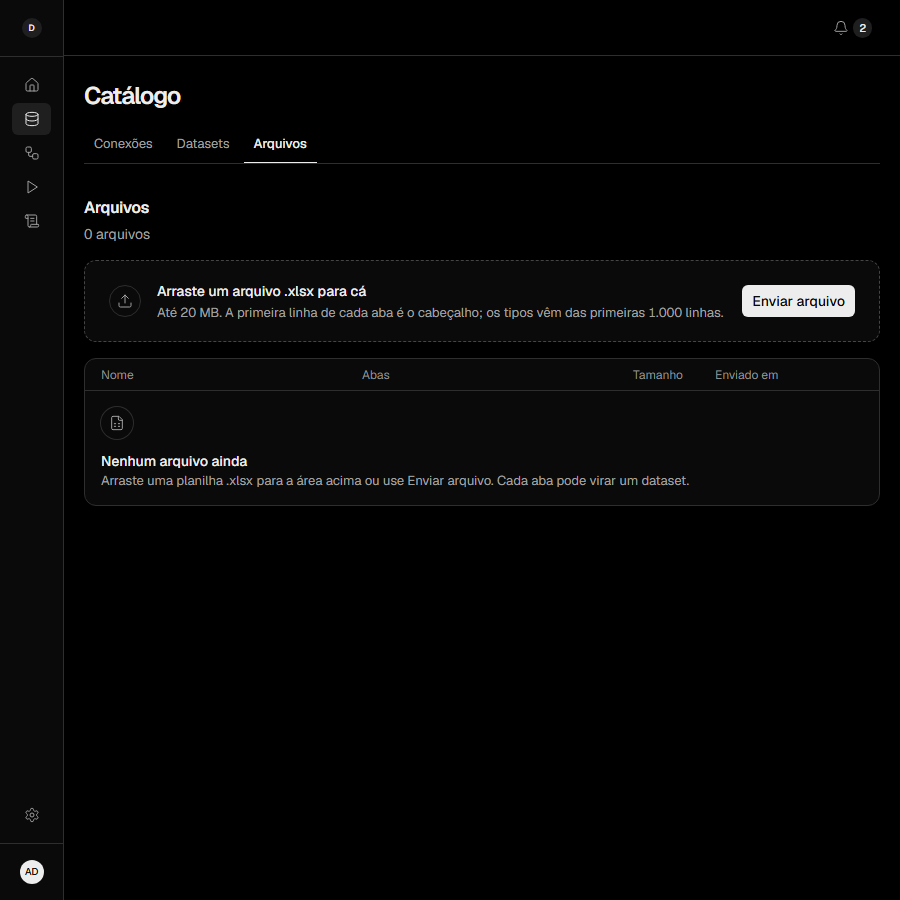 D
2
Catálogo
Conexões Datasets Arquivos
Arquivos
0 arquivos
Arraste um arquivo .xlsx para cá
Até 20 MB. A primeira linha de cada aba é o cabeçalho; os tipos vêm das primeiras 1.000 linhas.
Enviar arquivo
Nome Abas Tamanho Enviado em
Nenhum arquivo ainda
Arraste uma planilha .xlsx para a área acima ou use Enviar arquivo. Cada aba pode virar um dataset.
AD